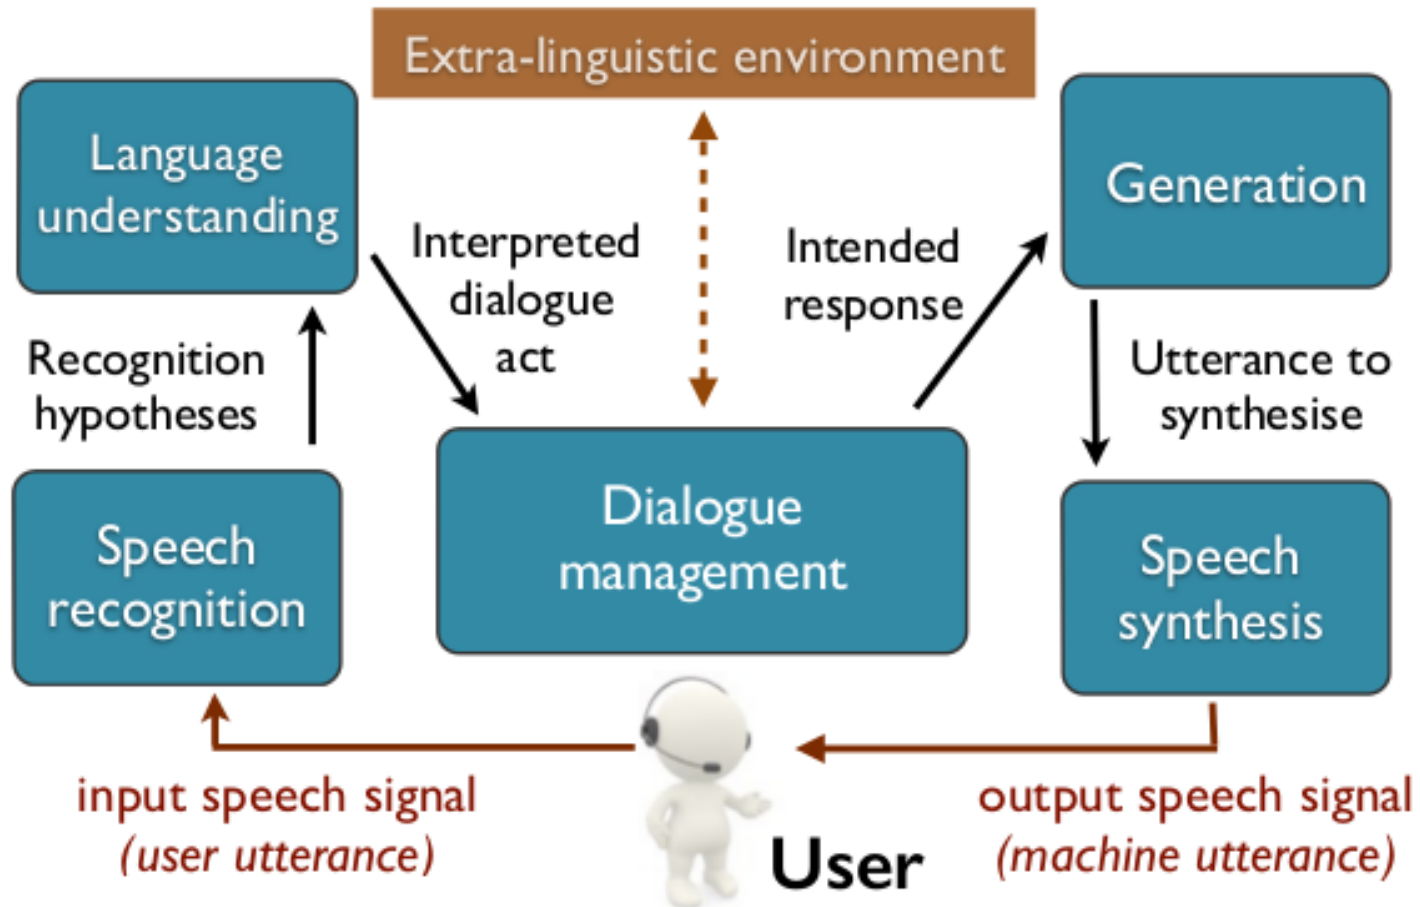 Extra-linguistic environment
Language
understanding
Generation
Interpreted
dialogue
act
Intended
response
Recognition
hypotheses
Utterance to
synthesise
Speech
recognition
Dialogue
management
Speech
synthesis
input speech signal
(user utterance)
User
output speech signal
(machine utterance)